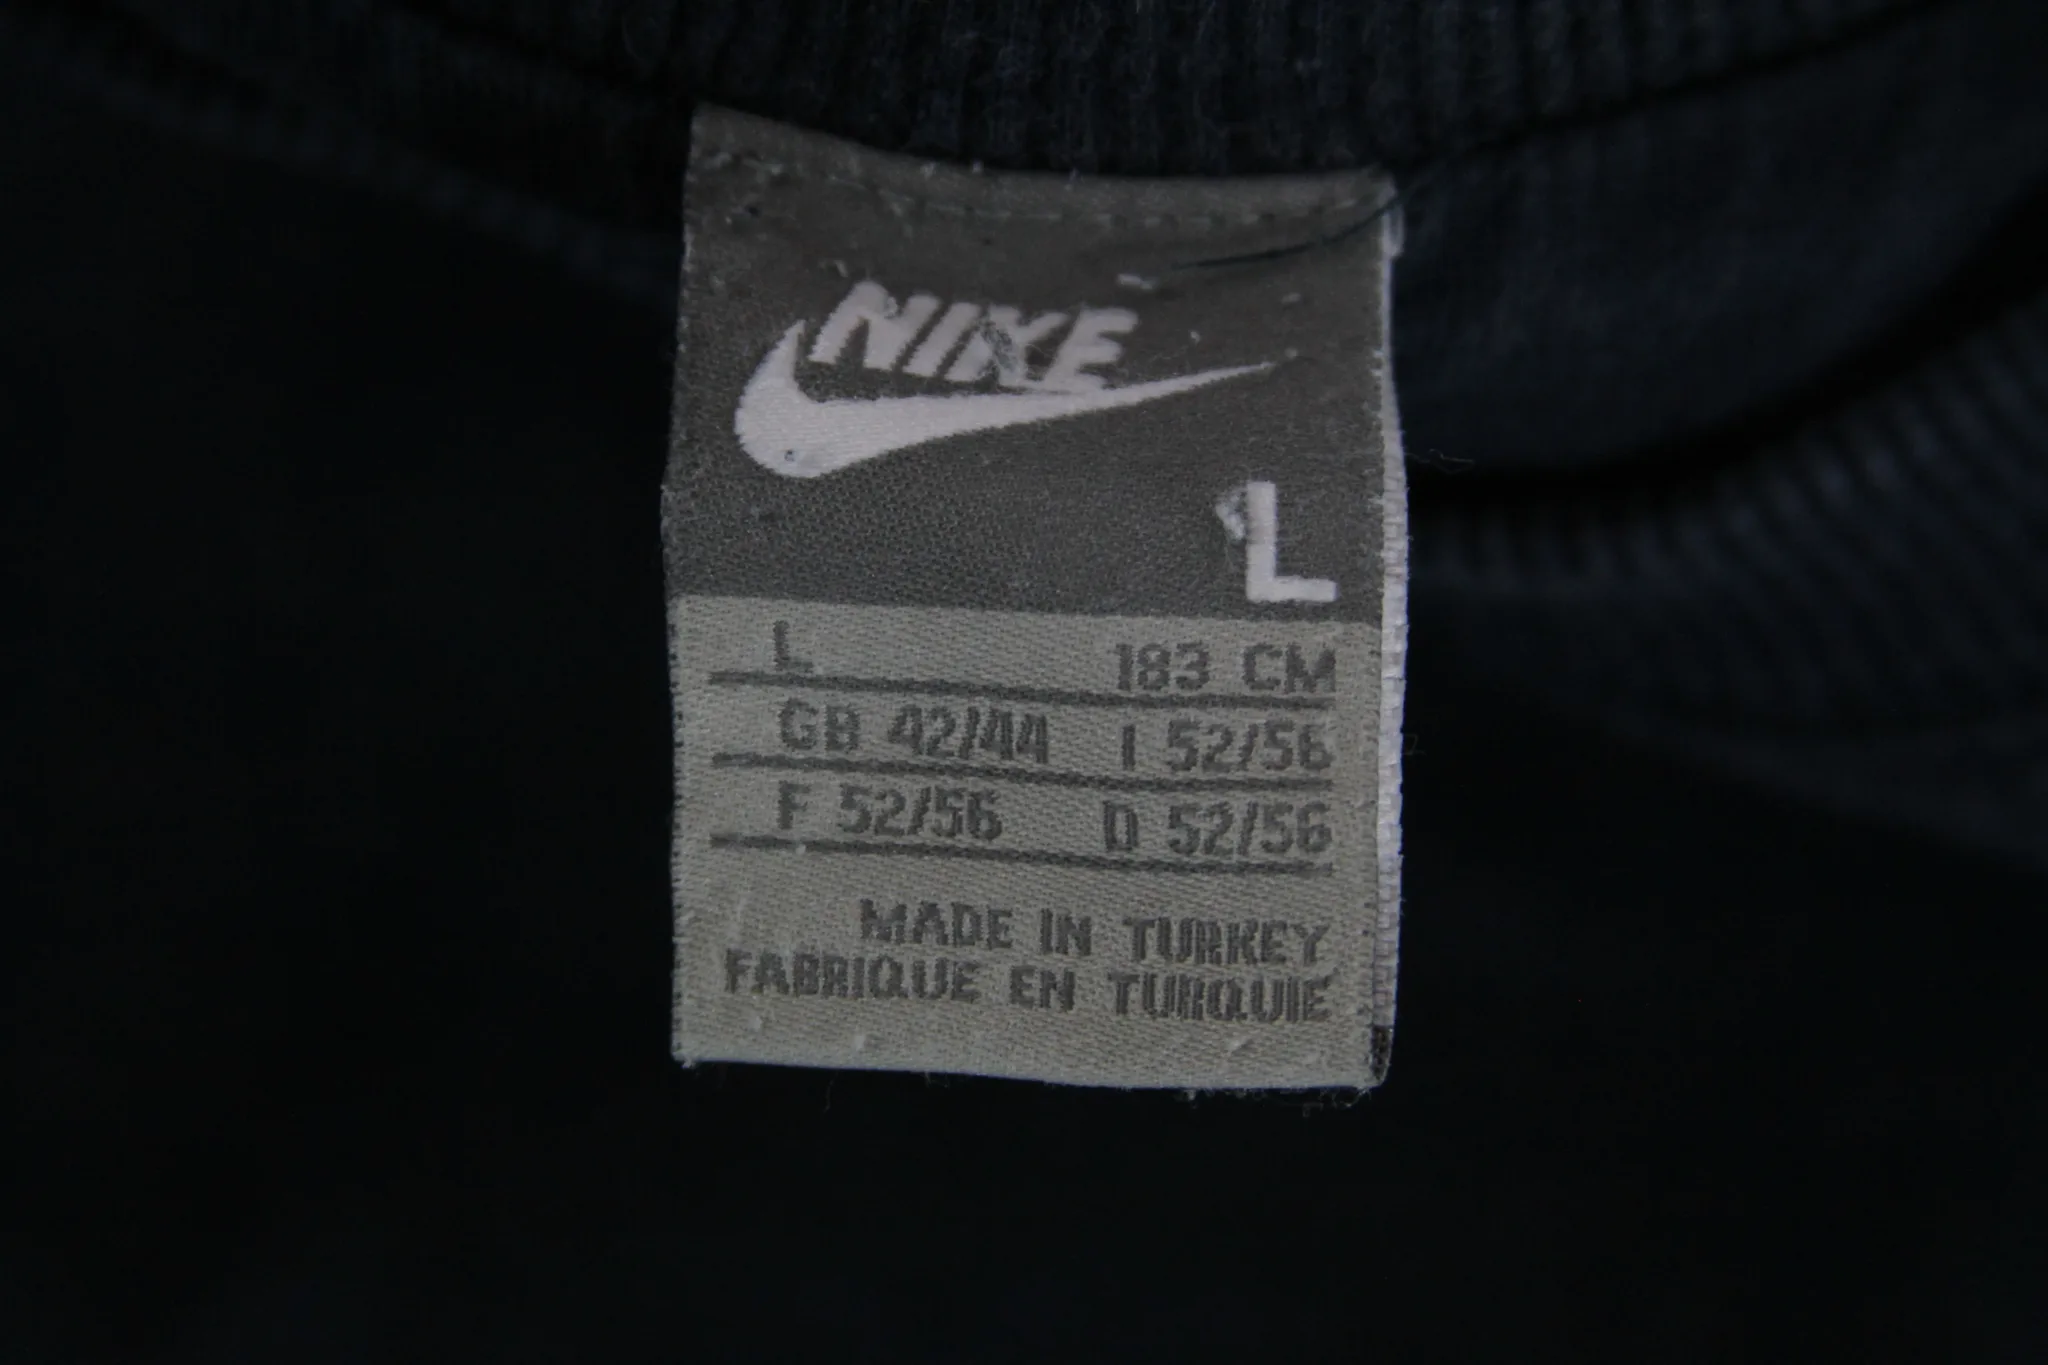 NIKE
L
L 183 CM
GB 42/44 I 52/56
F 52/56 D 52/56
MADE IN TURKEY
FABRIQUE EN TURQUIE